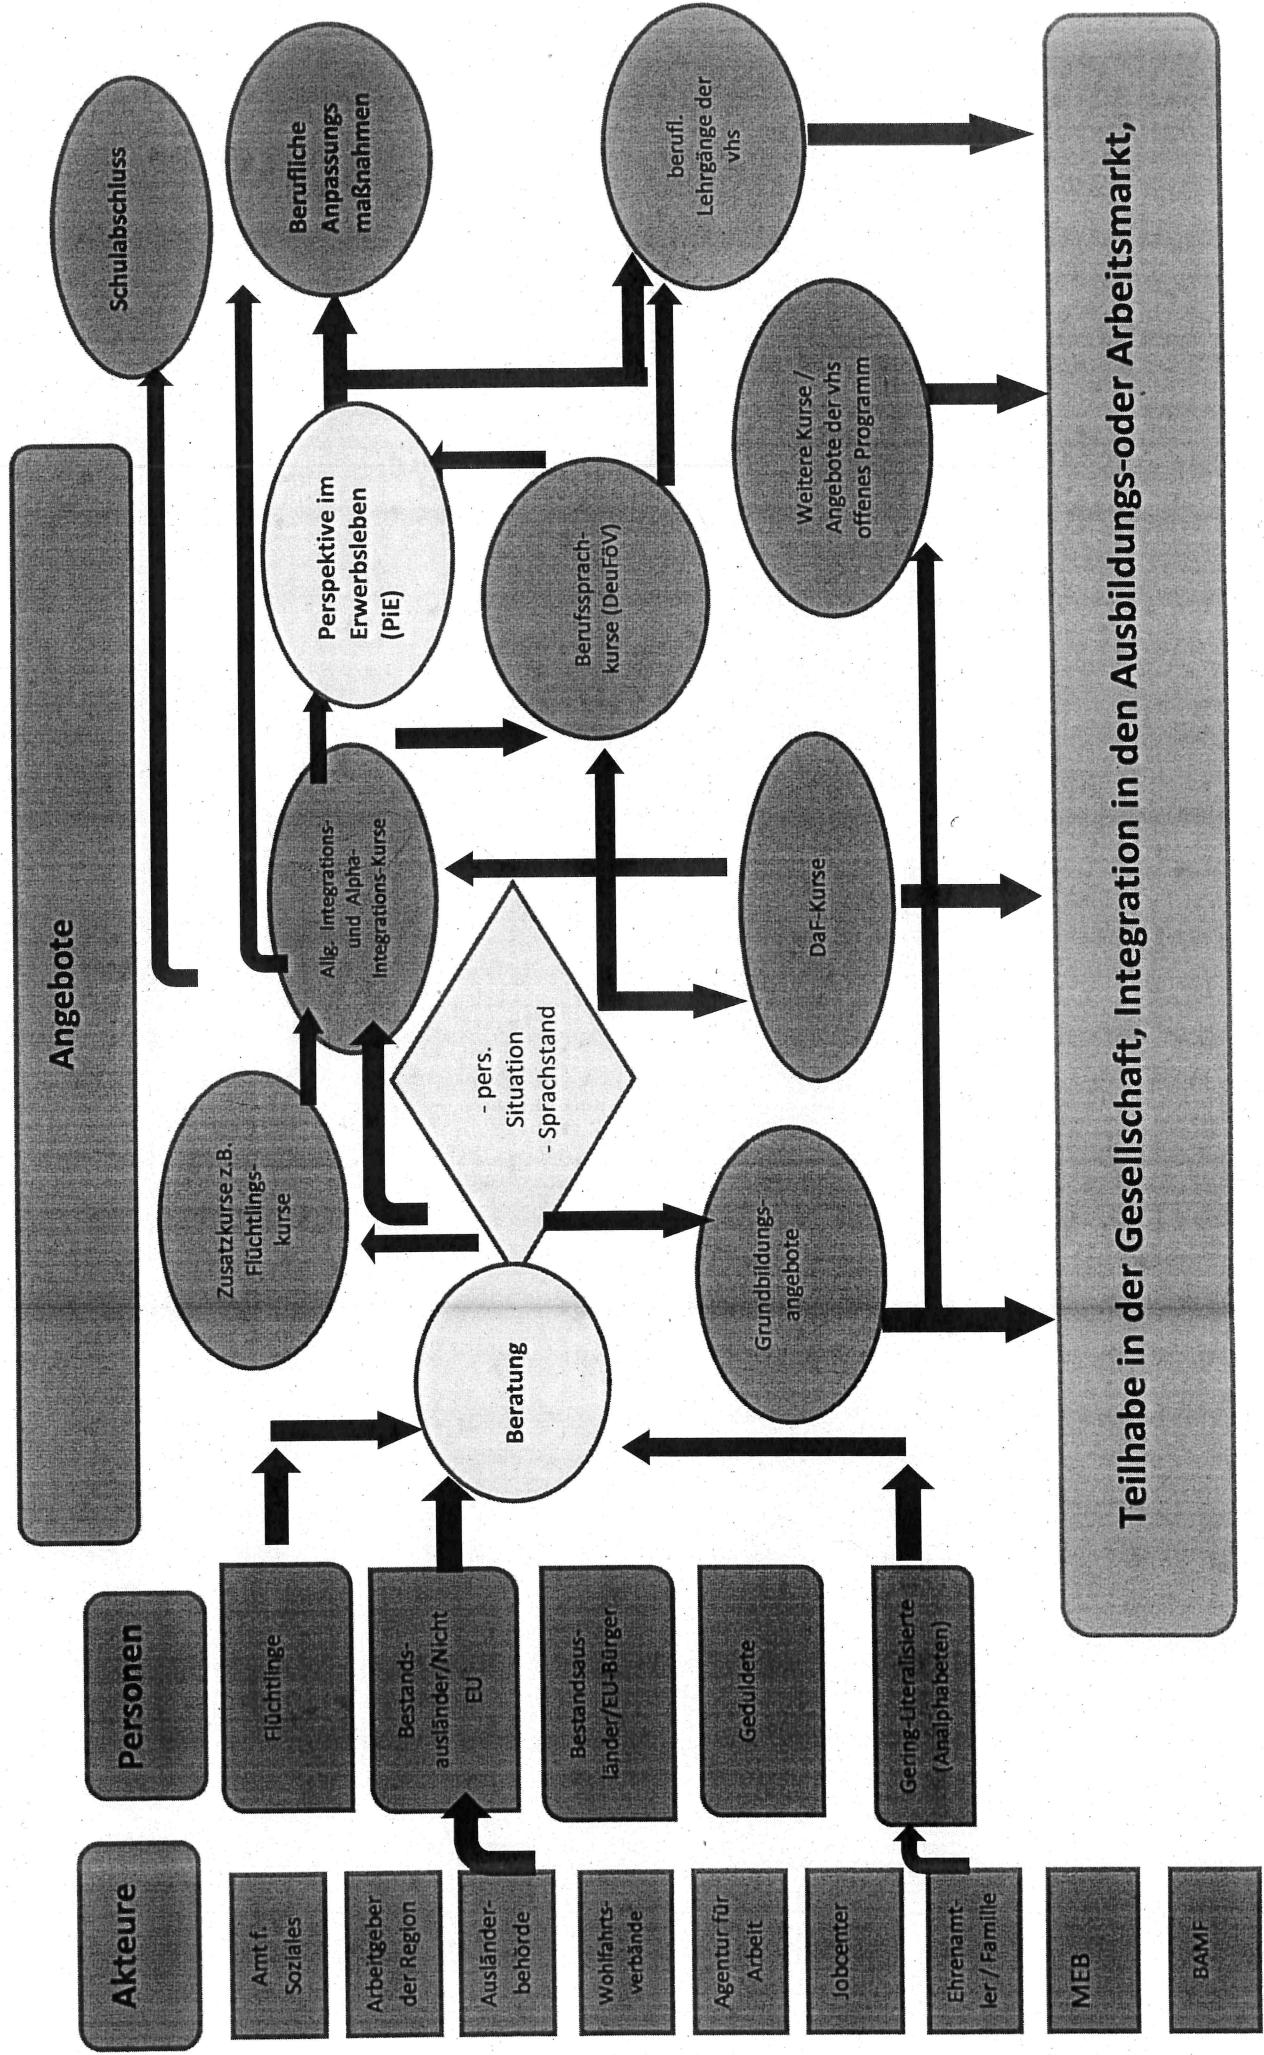 Akteure
Amt f.
Soziales
Arbeitgeber
der Region
Ausländer-
behörde
Wohlfahrts-
verbände
Agentur für
Arbeit
Jobcenter
Ehrenamt-
ler / Familie
MEB
BAMF
Personen
Flüchtlinge
Bestands-
ausländer/Nicht
EU
Bestandsaus-
länder/EU-Bürger
Geduldete
Gering-Literalisierte
(Analphabeten)
Angebote
Beratung
- pers.
Situation
- Sprachstand
Zusatzkurse z.B.
Flüchtlings-
kurse
Grundbildungs-
angebote
Allg. Integrations-
und Alpha-
Integrations-Kurse
DaF-Kurse
Perspektive im
Erwerbsleben
(PiE)
Berufssprach-
kurse (DeuFöV)
Weitere Kurse /
Angebote der vhs
offenes Programm
Schulabschluss
Berufliche
Anpassungs
maßnahmen
berufl.
Lehrgänge der
vhs
Teilhabe in der Gesellschaft, Integration in den Ausbildungs-oder Arbeitsmarkt,